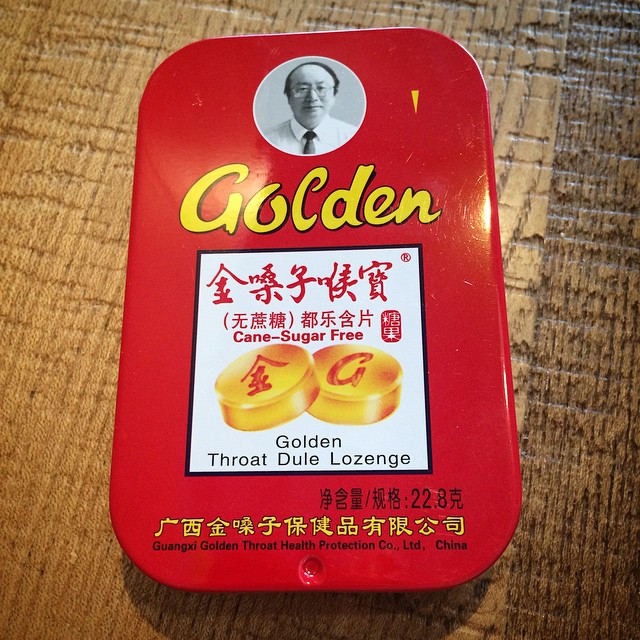 Golden
金嗓子喉寳®
(无蔗糖)都乐含片 糖果
Cane-Sugar Free
金 G
Golden
Throat Dule Lozenge
净含量/规格:22.8克
广西金嗓子保健品有限公司
Guangxi Golden Throat Health Protection Co., Ltd, China